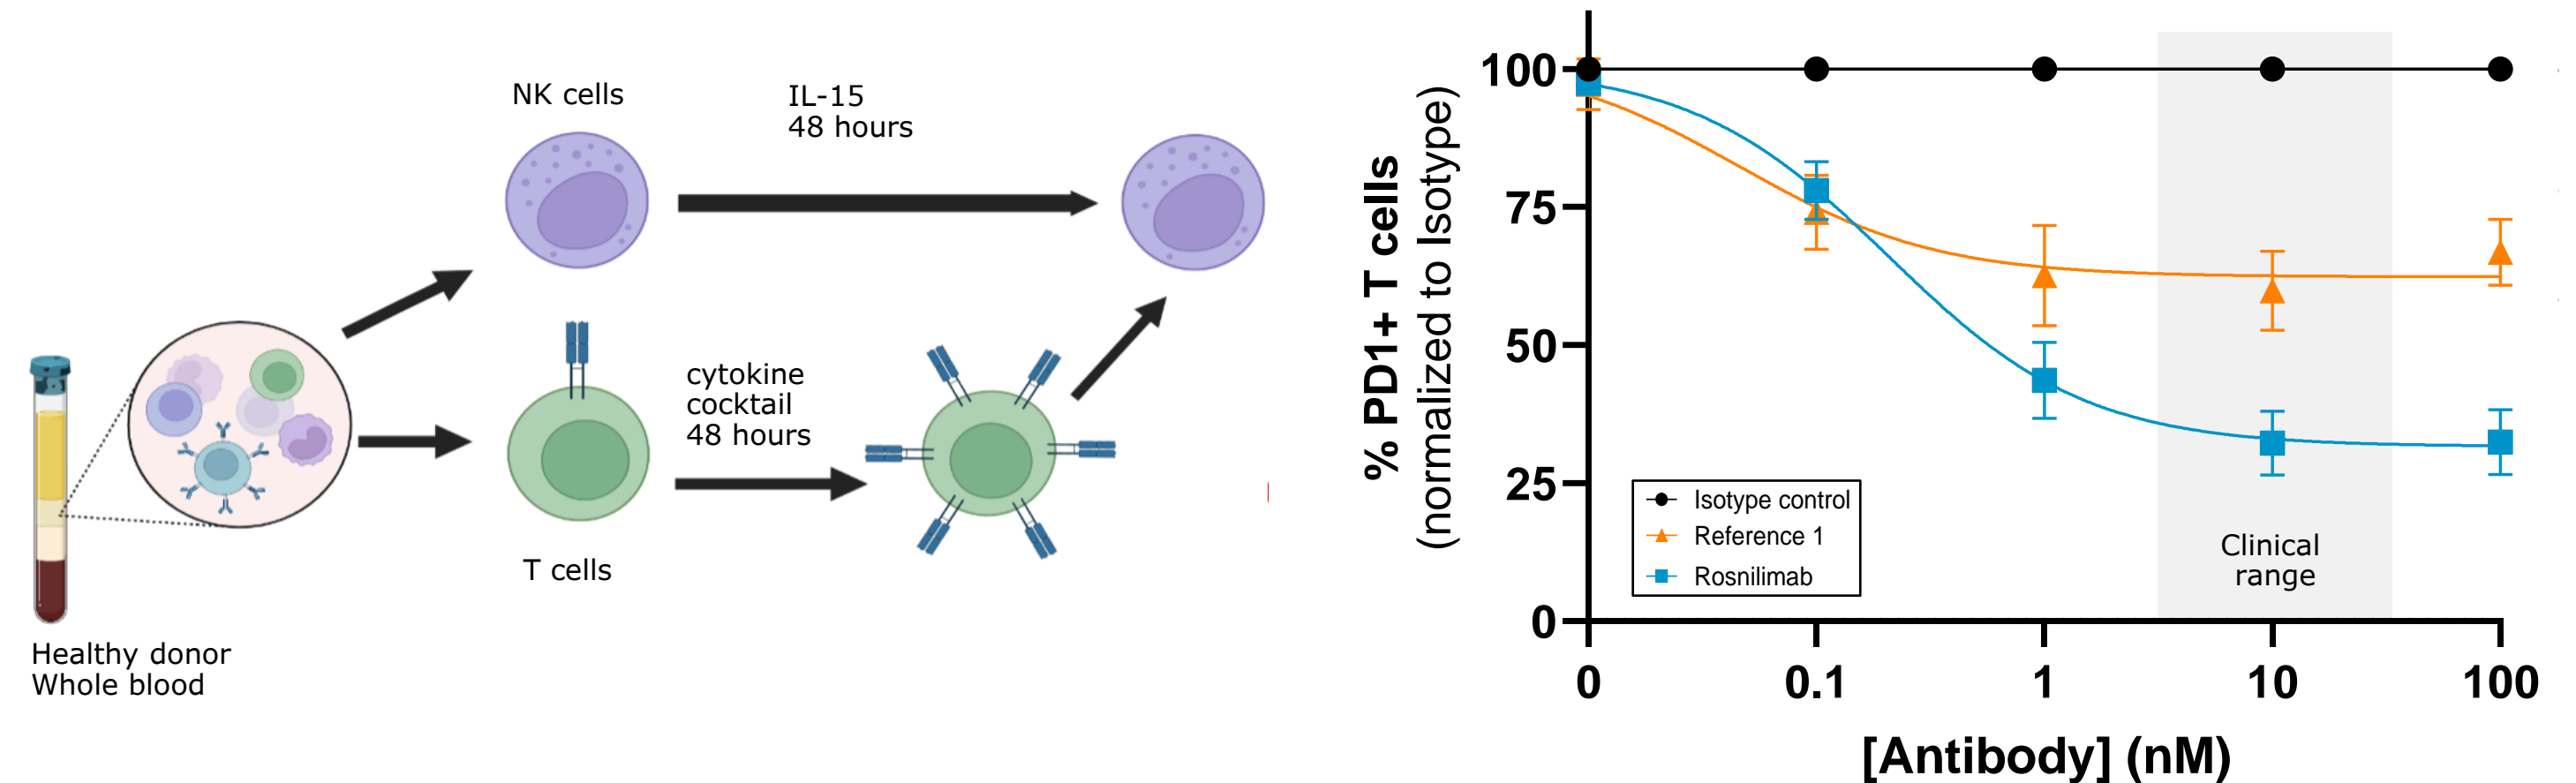 NK cells
IL-15
48 hours
cytokine
cocktail
48 hours
T cells
Healthy donor
Whole blood
% PD1+ T cells
(normalized to Isotype)
100
75
50
25
0
Isotype control
Reference 1
Rosnilimab
Clinical
range
0
0.1
1
10
100
[Antibody] (nM)